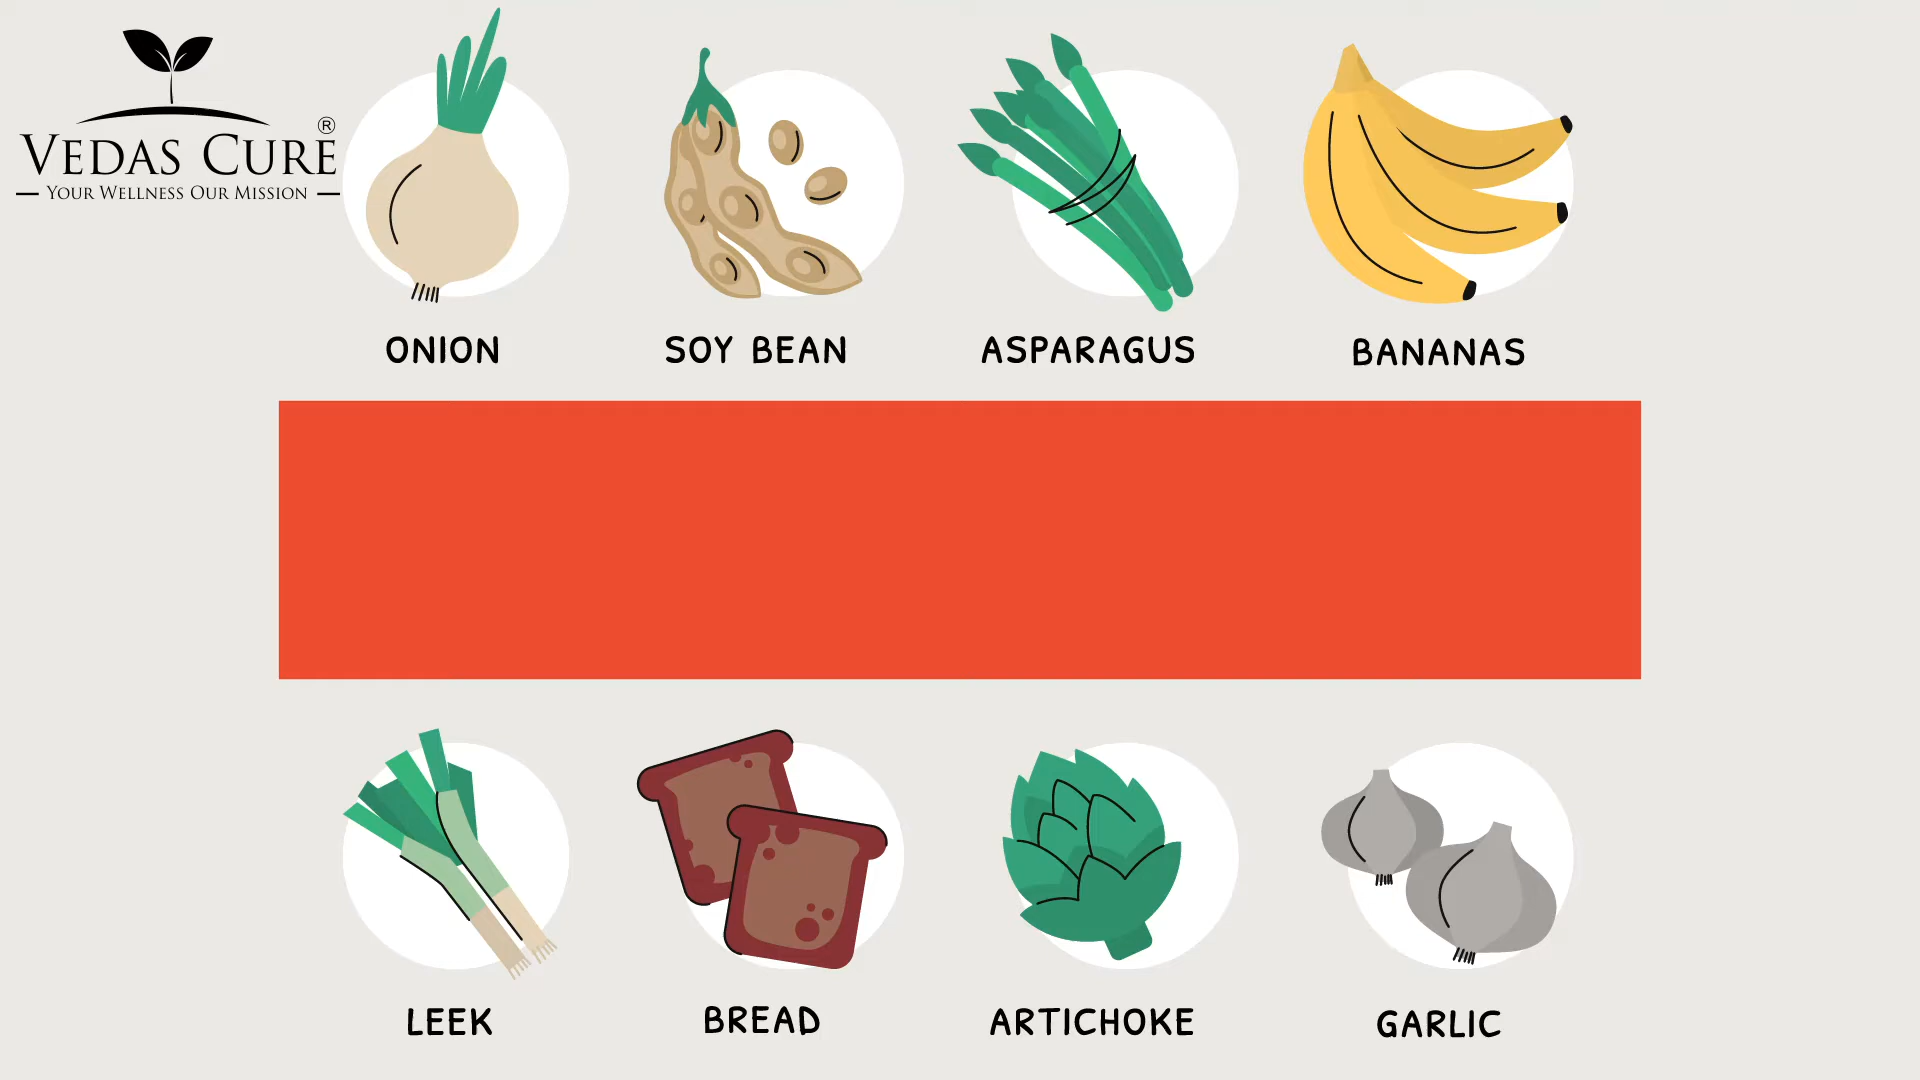 VEDAS CURE®
YOUR WELLNESS OUR MISSION
ONION
SOY BEAN
ASPARAGUS
BANANAS
LEEK
BREAD
ARTICHOKE
GARLIC